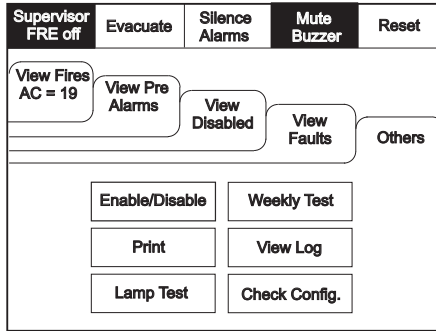 Supervisor
FRE off
Evacuate
Silence
Alarms
Mute
Buzzer
Reset
View Fires
AC = 19
View Pre
Alarms
View
Disabled
View
Faults
Others
Enable/Disable
Weekly Test
Print
View Log
Lamp Test
Check Config.